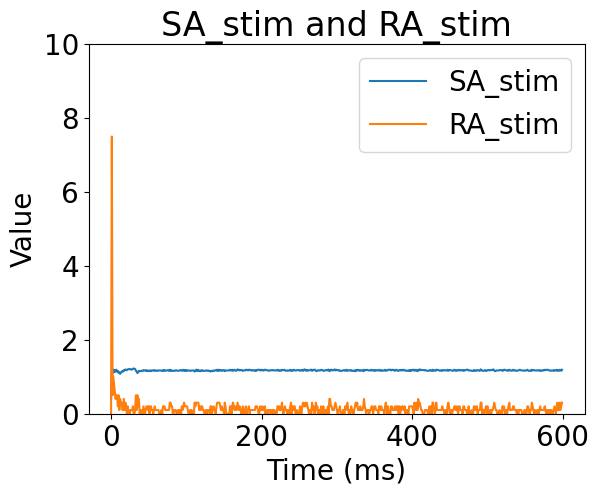 SA_stim and RA_stim
10
8
6
4
2
0
Value
SA_stim
RA_stim
0 200 400 600
Time (ms)